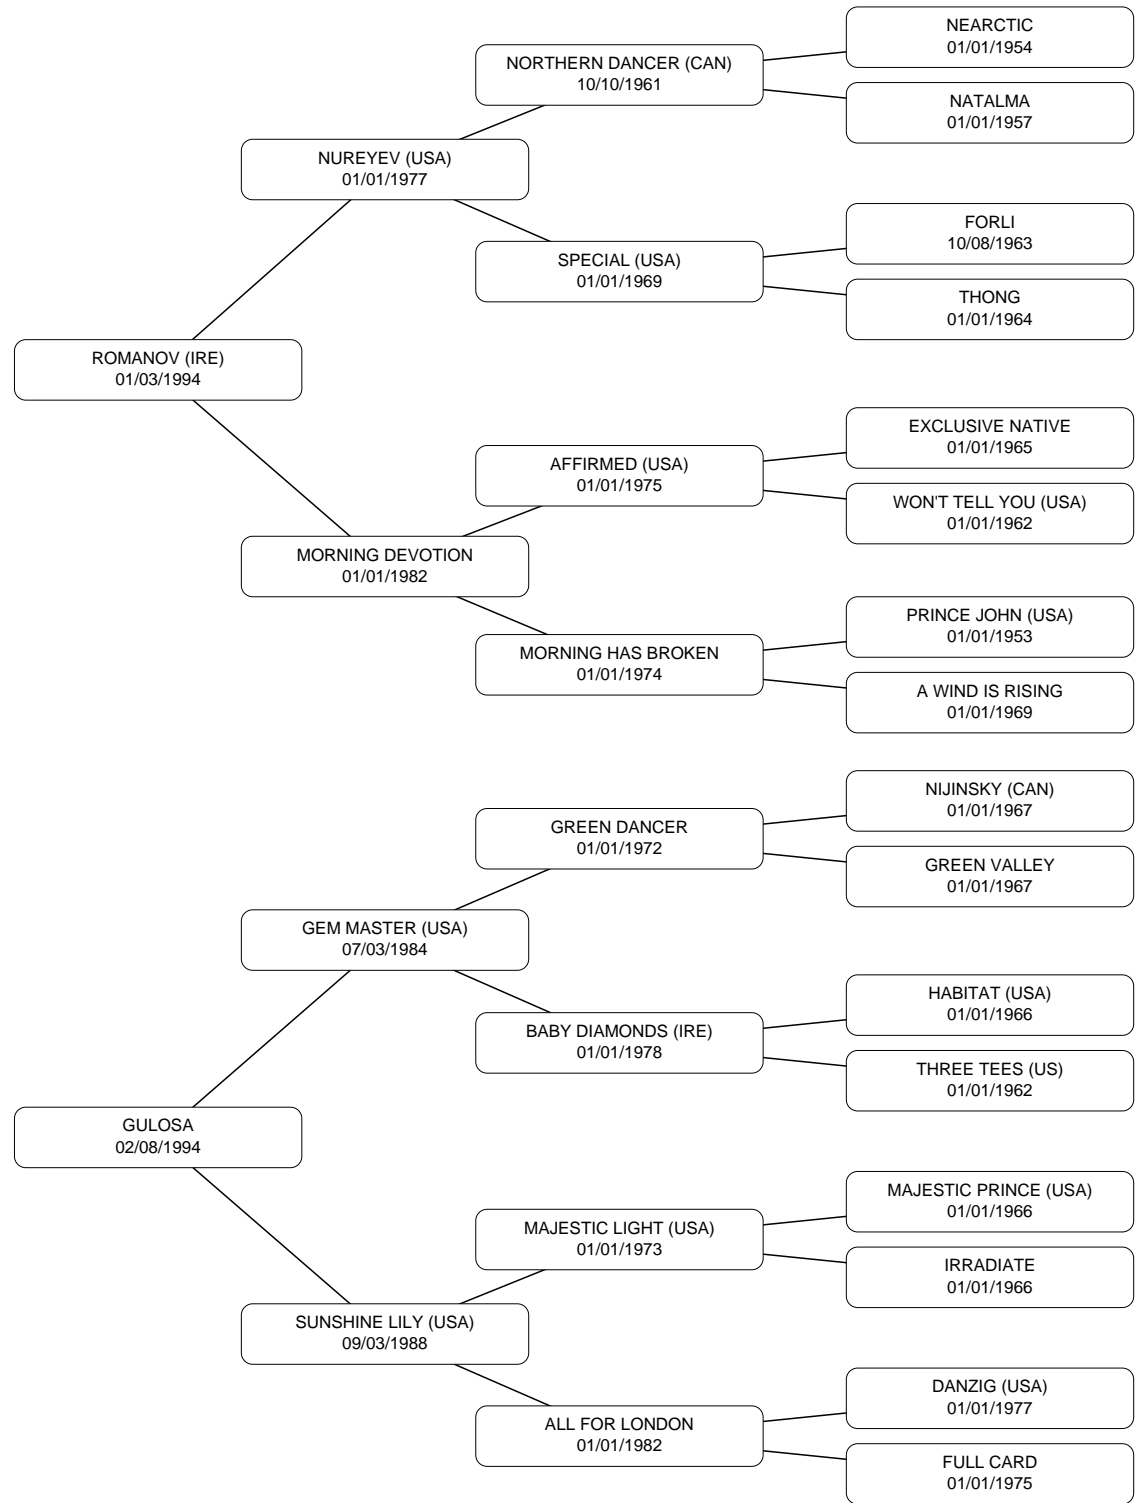 NEARCTIC
01/01/1954
NORTHERN DANCER (CAN)
10/10/1961
NATALMA
01/01/1957
NUREYEV (USA)
01/01/1977
FORLI
10/08/1963
SPECIAL (USA)
01/01/1969
THONG
01/01/1964
ROMANOV (IRE)
01/03/1994
EXCLUSIVE NATIVE
01/01/1965
AFFIRMED (USA)
01/01/1975
WON'T TELL YOU (USA)
01/01/1962
MORNING DEVOTION
01/01/1982
PRINCE JOHN (USA)
01/01/1953
MORNING HAS BROKEN
01/01/1974
A WIND IS RISING
01/01/1969
NIJINSKY (CAN)
01/01/1967
GREEN DANCER
01/01/1972
GREEN VALLEY
01/01/1967
GEM MASTER (USA)
07/03/1984
HABITAT (USA)
01/01/1966
BABY DIAMONDS (IRE)
01/01/1978
THREE TEES (US)
01/01/1962
GULOSA
02/08/1994
MAJESTIC PRINCE (USA)
01/01/1966
MAJESTIC LIGHT (USA)
01/01/1973
IRRADIATE
01/01/1966
SUNSHINE LILY (USA)
09/03/1988
DANZIG (USA)
01/01/1977
ALL FOR LONDON
01/01/1982
FULL CARD
01/01/1975